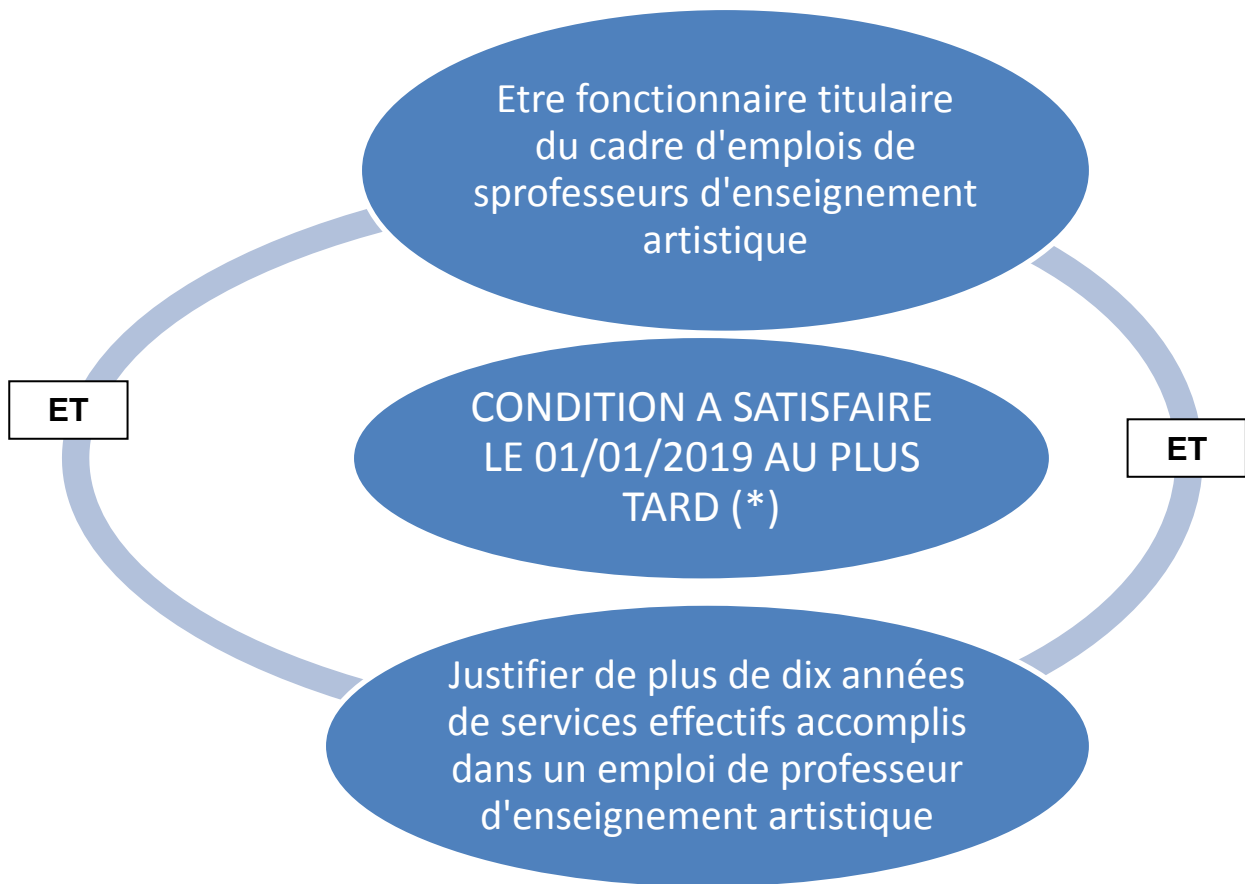 Etre fonctionnaire titulaire
du cadre d'emplois de
sprofesseurs d'enseignement
artistique
ET
CONDITION A SATISFAIRE
LE 01/01/2019 AU PLUS
TARD (*)
ET
Justifier de plus de dix années
de services effectifs accomplis
dans un emploi de professeur
d'enseignement artistique